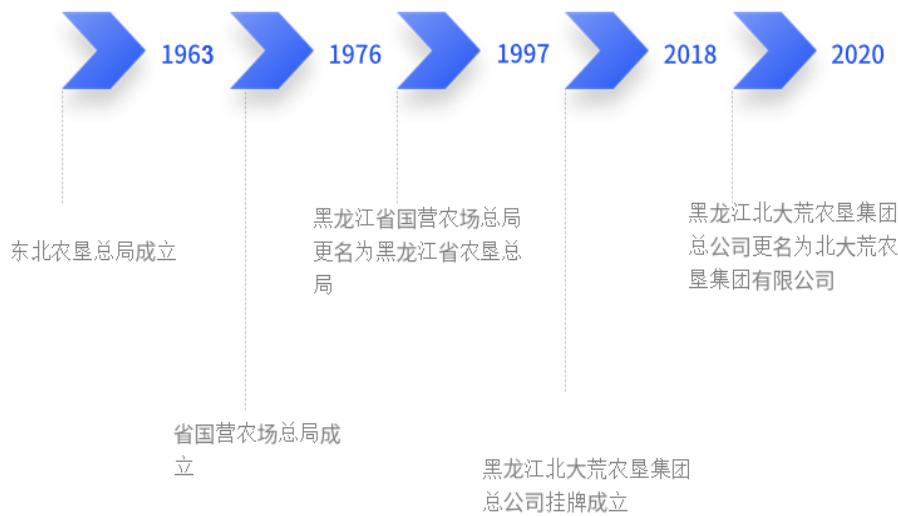 1963
1976
1997
2018
2020
东北农垦总局成立
省国营农场总局成
立
黑龙江省国营农场总局
更名为黑龙江省农垦总
局
黑龙江北大荒农垦集团
总公司挂牌成立
黑龙江北大荒农垦集团
总公司更名为北大荒农
垦集团有限公司